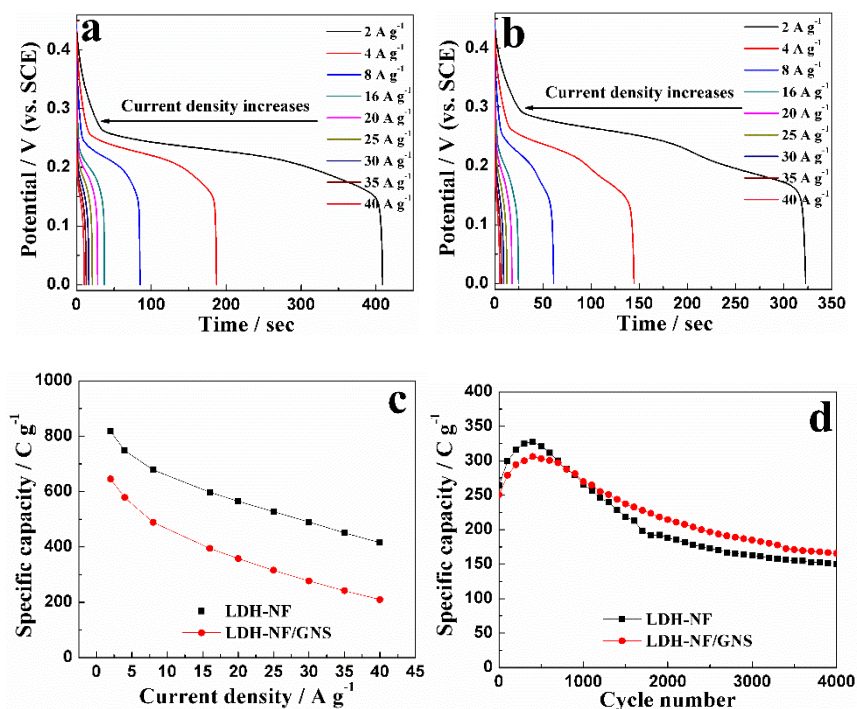 a
2 A g-1
4 A g-1
8 A g-1
16 A g-1
20 A g-1
25 A g-1
30 A g-1
35 A g-1
40 A g-1
Current density increases
Potential / V (vs. SCE)
0.4
0.3
0.2
0.1
0.0
0 100 200 300 400
Time / sec
b
2 A g-1
4 A g-1
8 A g-1
16 A g-1
20 A g-1
25 A g-1
30 A g-1
35 A g-1
40 A g-1
Current density increases
Potential / V (vs. SCE)
0.4
0.3
0.2
0.1
0.0
0 50 100 150 200 250 300 350
Time / sec
c
Specific capacity / C g-1
1000
800
600
400
200
0
LDH-NF
LDH-NF/GNS
0 5 10 15 20 25 30 35 40 45
Current density / A g-1
d
Specific capacity / C g-1
400
350
300
250
200
150
100
50
0
LDH-NF
LDH-NF/GNS
0 1000 2000 3000 4000
Cycle number